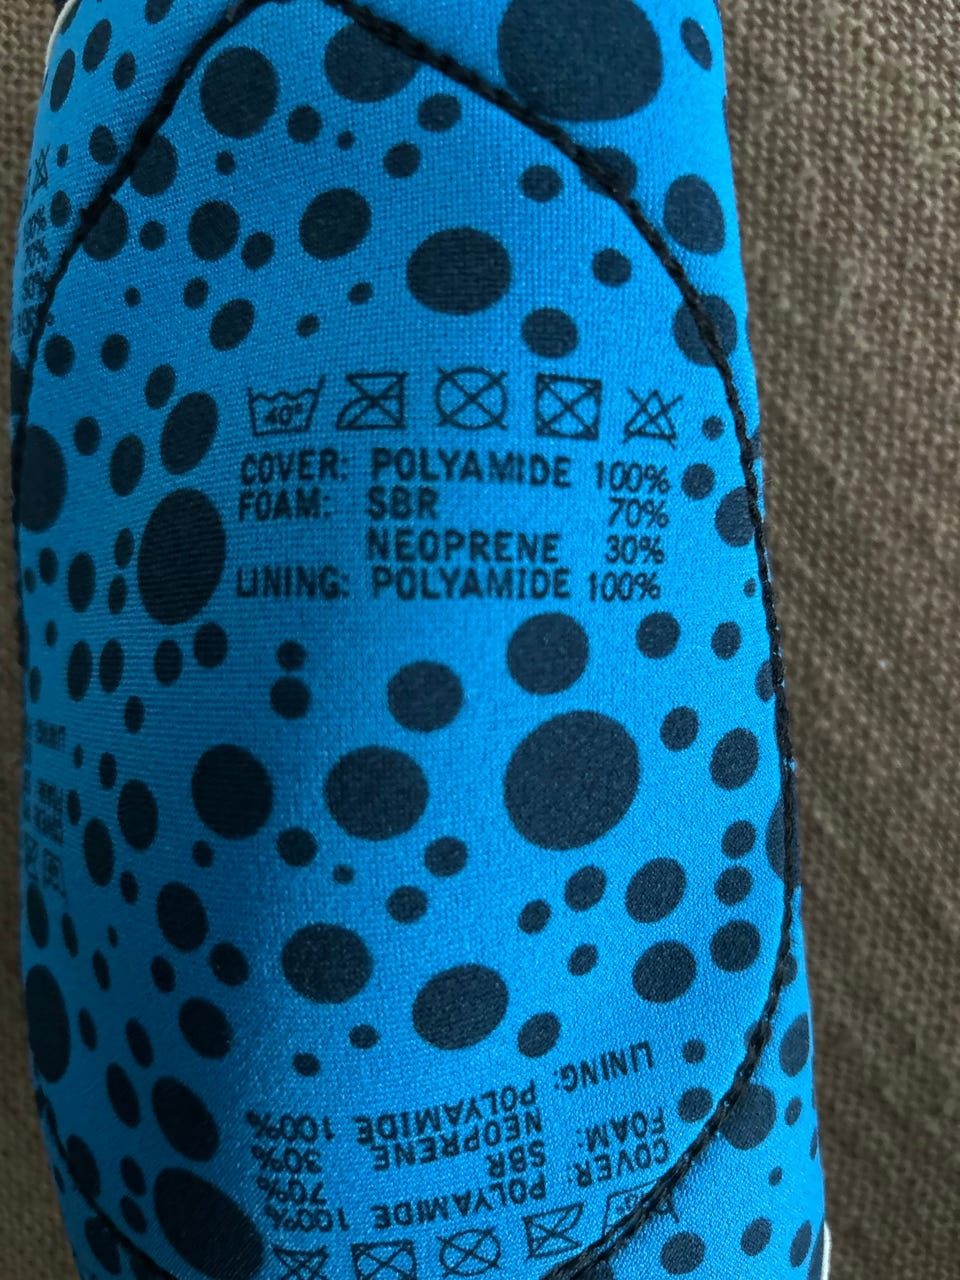 40°
COVER: POLYAMIDE 100%
FOAM: SBR 70%
NEOPRENE 30%
LINING: POLYAMIDE 100%
LINING: POLYAMIDE 100%
NEOPRENE 30%
FOAM: SBR 70%
COVER: POLYAMIDE 100%